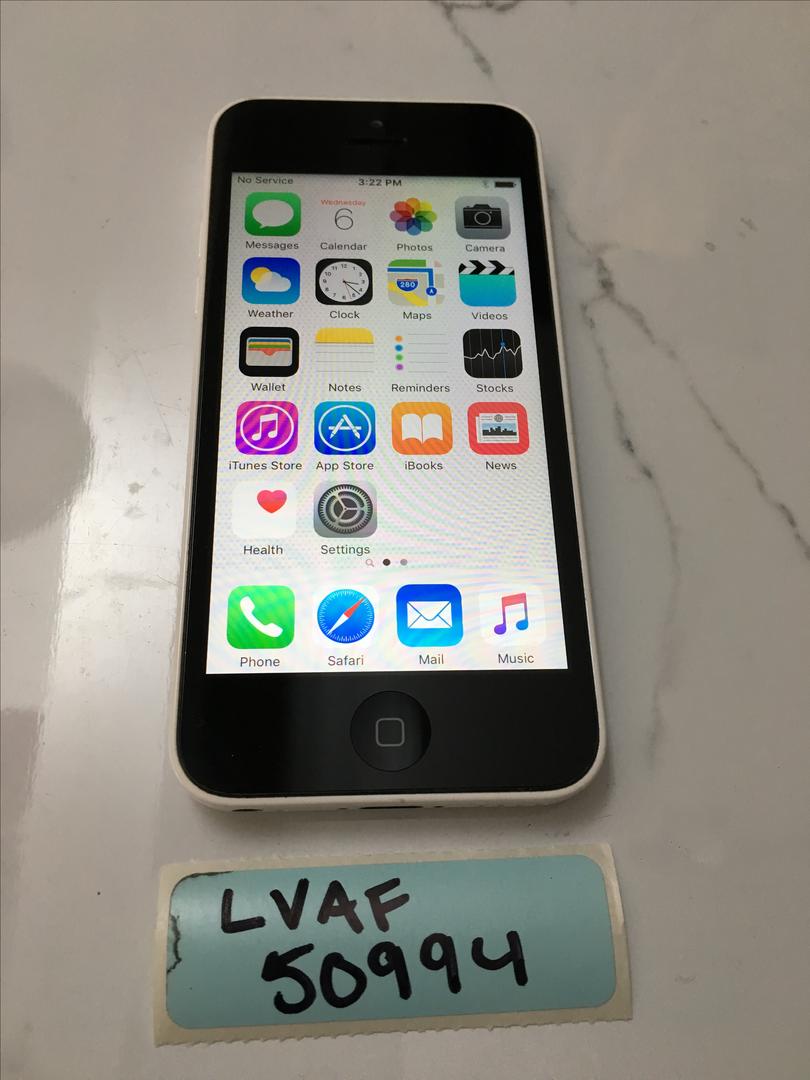 No Service 3:22 PM
Wednesday
6
Messages Calendar Photos Camera
280
Weather Clock Maps Videos
Wallet Notes Reminders Stocks
iTunes Store App Store iBooks News
Health Settings
Phone Safari Mail Music
LVAF
50994